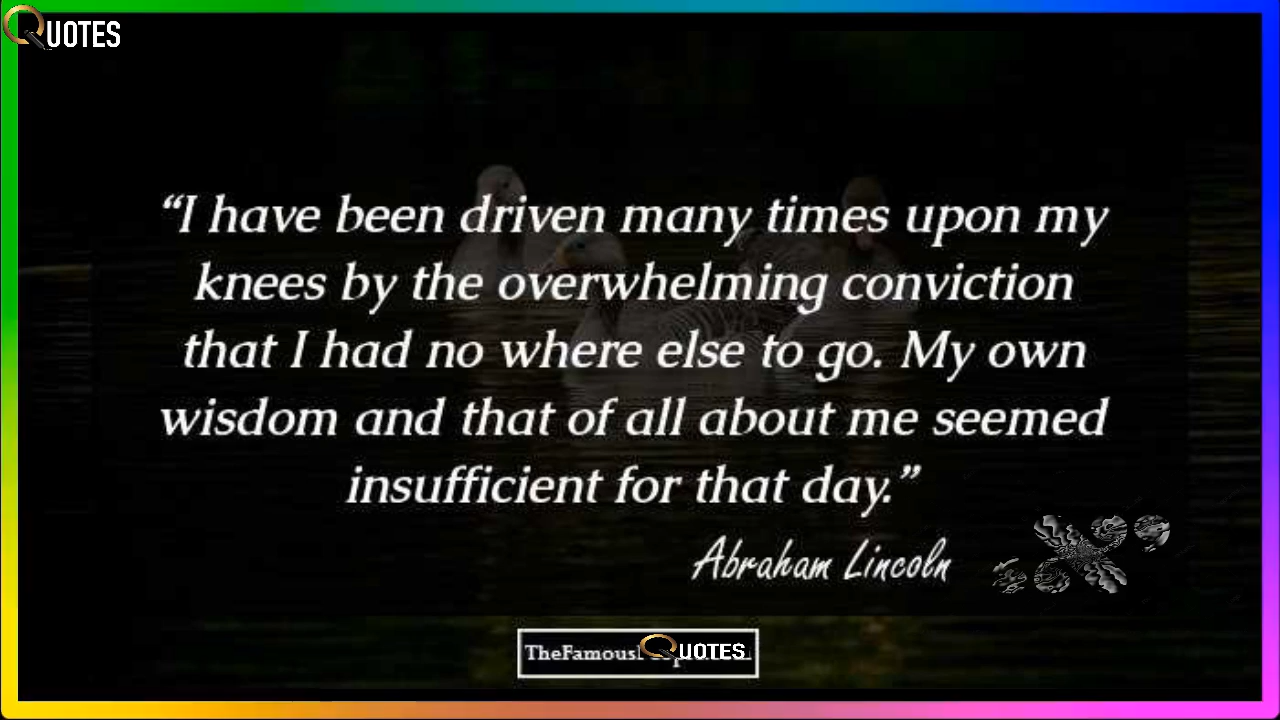 QUOTES
“I have been driven many times upon my
knees by the overwhelming conviction
that I had no where else to go. My own
wisdom and that of all about me seemed
insufficient for that day.”
Abraham Lincoln
QUOTES